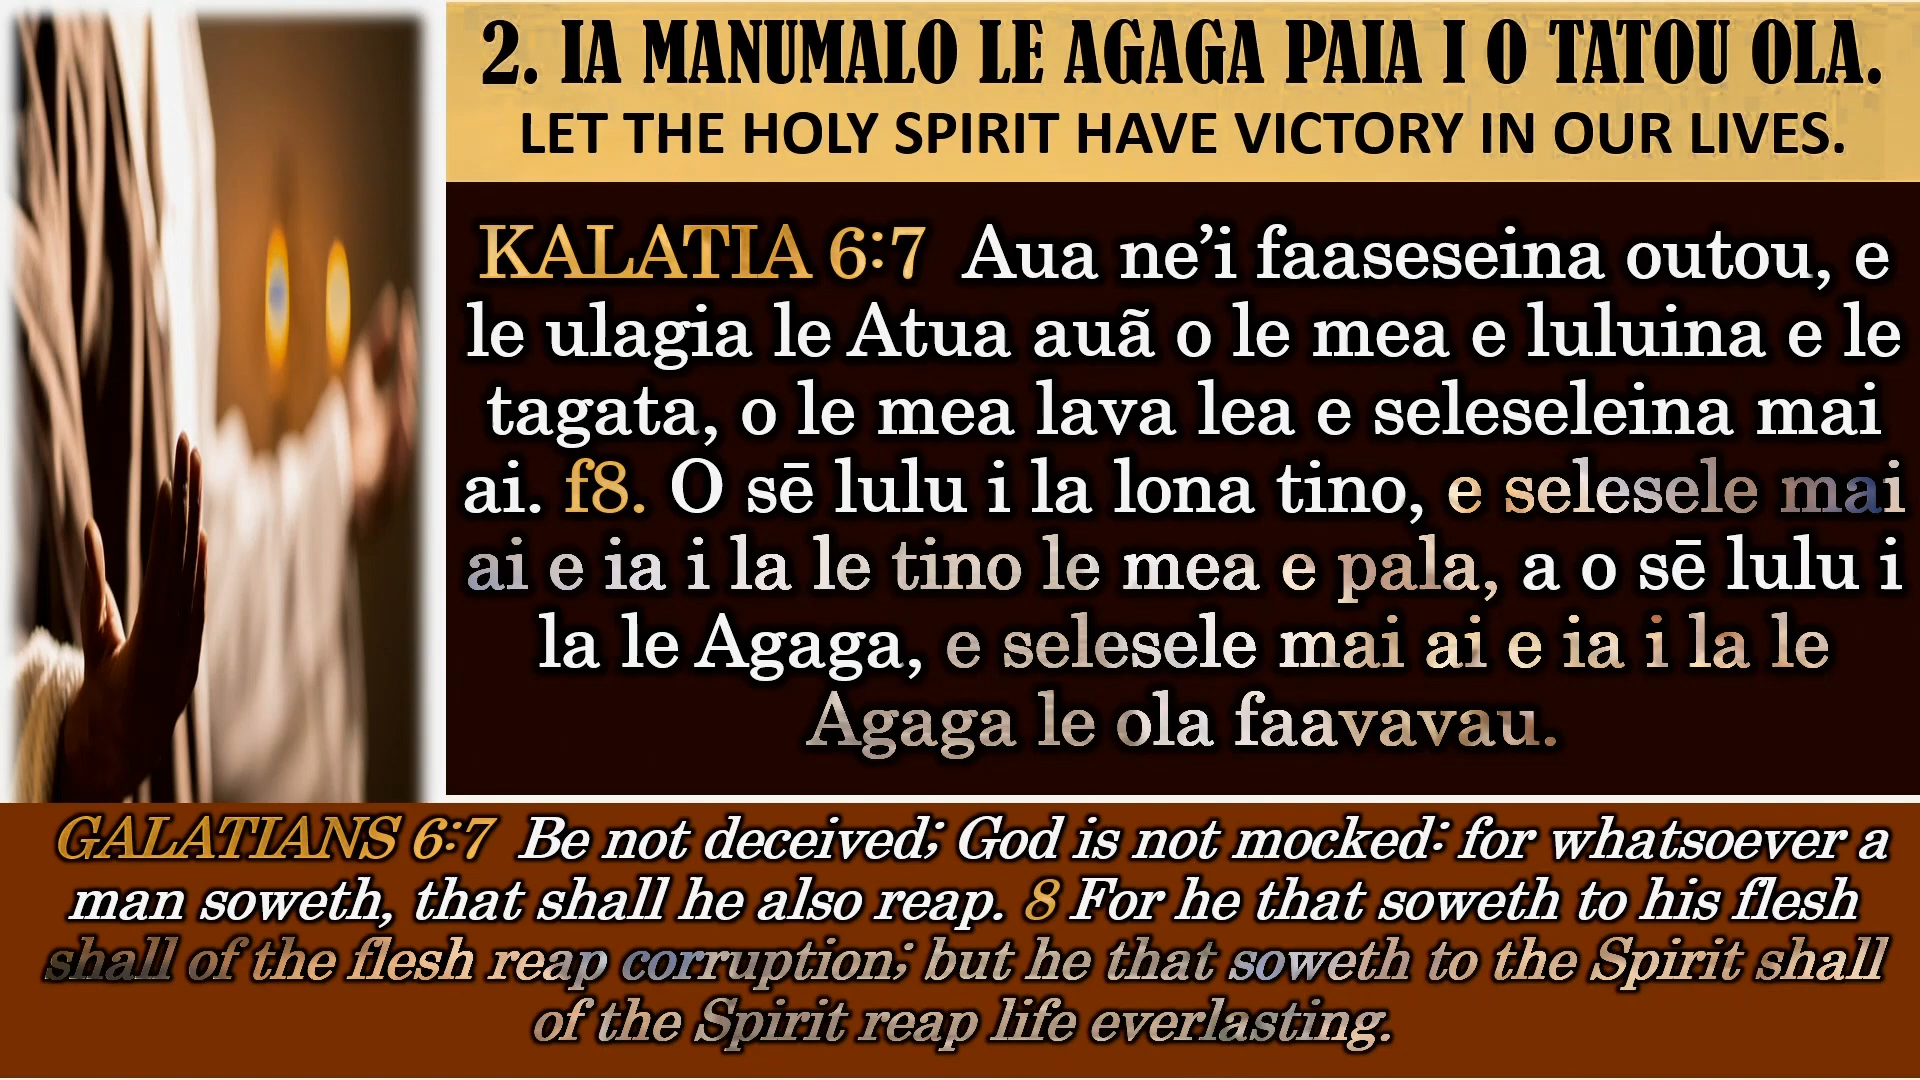 2. IA MANUMALO LE AGAGA PAIA I O TATOU OLA.
LET THE HOLY SPIRIT HAVE VICTORY IN OUR LIVES.
KALATIA 6:7 Aua ne’i faaseseina outou, e
le ulagia le Atua auã o le mea e luluina e le
tagata, o le mea lava lea e seleseleina mai
ai. f8. O sē lulu i la lona tino, e selesele mai
ai e ia i la le tino le mea e pala, a o sē lulu i
la le Agaga, e selesele mai ai e ia i la le
Agaga le ola faavavau.
GALATIANS 6:7 Be not deceived; God is not mocked: for whatsoever a
man soweth, that shall he also reap. 8 For he that soweth to his flesh
shall of the flesh reap corruption; but he that soweth to the Spirit shall
of the Spirit reap life everlasting.